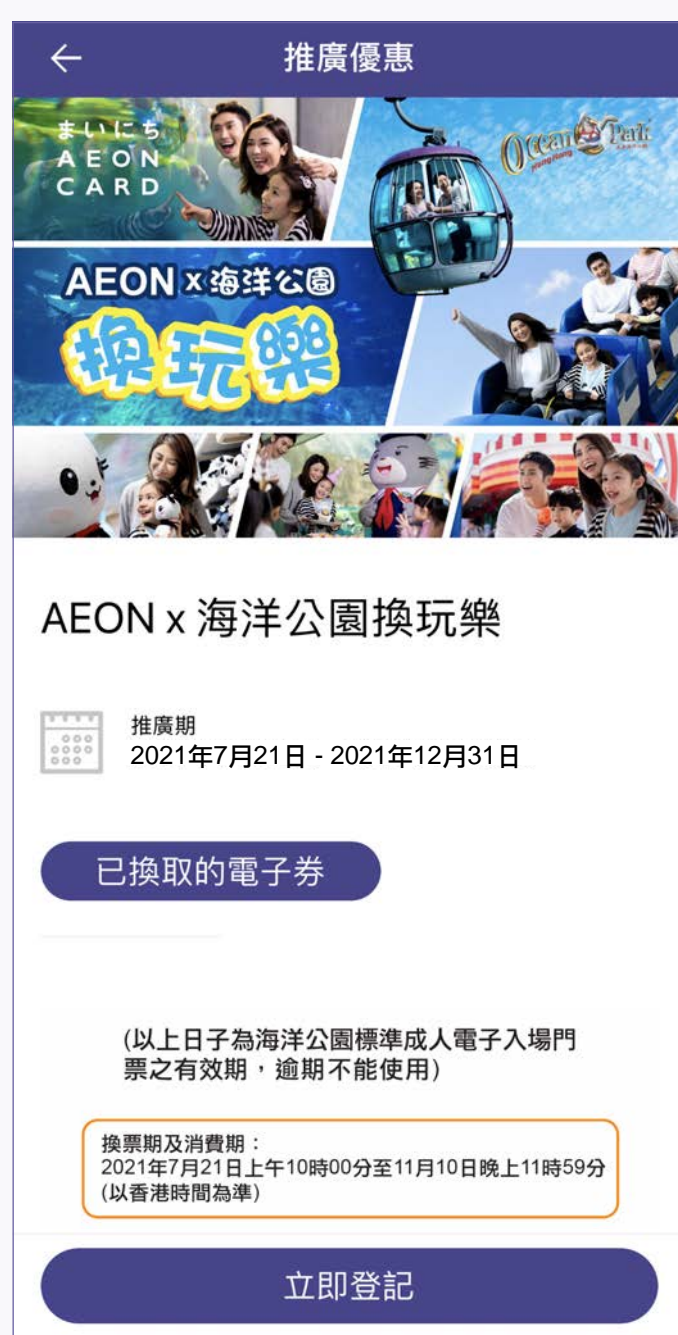 推廣優惠
まいにち
AEON
CARD
Ocean Park
Hong Kong
AEON x 海洋公園
換玩樂
AEON x 海洋公園換玩樂
推廣期
2021年7月21日 - 2021年12月31日
已換取的電子券
(以上日子為海洋公園標準成人電子入場門
票之有效期，逾期不能使用)
換票期及消費期：
2021年7月21日上午10時00分至11月10日晚上11時59分
(以香港時間為準)
立即登記